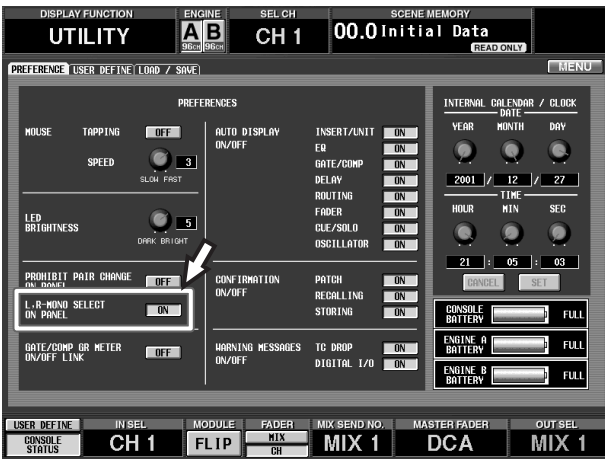 DISPLAY FUNCTION ENGINE SEL CH SCENE MEMORY
UTILITY A B CH 1 00.0 Initial Data
96CH 96CH READ ONLY
PREFERENCE USER DEFINE LOAD / SAVE MENU
PREFERENCES
MOUSE TAPPING OFF
SPEED 3
SLOW FAST
LED
BRIGHTNESS 5
DARK BRIGHT
PROHIBIT PAIR CHANGE
ON PANEL OFF
L.R-MONO SELECT
ON PANEL ON
GATE/COMP GR METER
ON/OFF LINK OFF
AUTO DISPLAY
ON/OFF
INSERT/UNIT ON
EQ ON
GATE/COMP ON
DELAY ON
ROUTING ON
FADER ON
CUE/SOLO ON
OSCILLATOR ON
CONFIRMATION
ON/OFF
PATCH ON
RECALLING ON
STORING ON
WARNING MESSAGES
ON/OFF
TC DROP ON
DIGITAL I/O ON
INTERNAL CALENDAR / CLOCK
DATE
YEAR MONTH DAY
2001 / 12 / 27
TIME
HOUR MIN SEC
21 : 05 : 03
CANCEL SET
CONSOLE
BATTERY FULL
ENGINE A
BATTERY FULL
ENGINE B
BATTERY FULL
USER DEFINE IN SEL MODULE FADER MIX SEND NO. MASTER FADER OUT SEL
CONSOLE
STATUS
CH 1 FLIP MIX
CH
MIX 1 DCA MIX 1